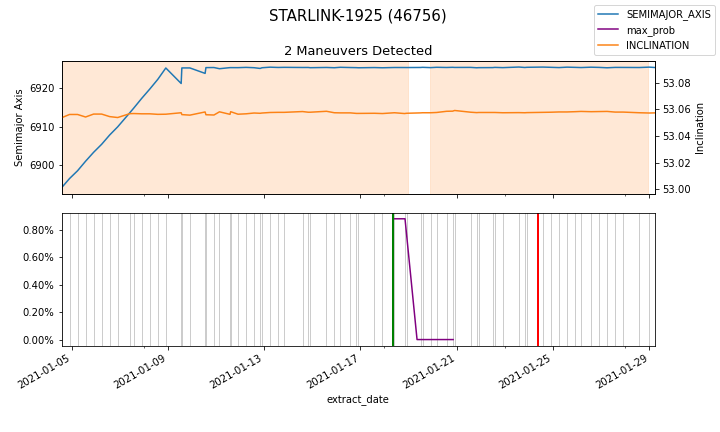 STARLINK-1925 (46756)
SEMIMAJOR_AXIS
max_prob
INCLINATION
2 Maneuvers Detected
6920
6910
6900
Semimajor Axis
53.08
53.06
53.04
53.02
53.00
Inclination
0.80%
0.60%
0.40%
0.20%
0.00%
2021-01-05
2021-01-09
2021-01-13
2021-01-17
2021-01-21
2021-01-25
2021-01-29
extract_date